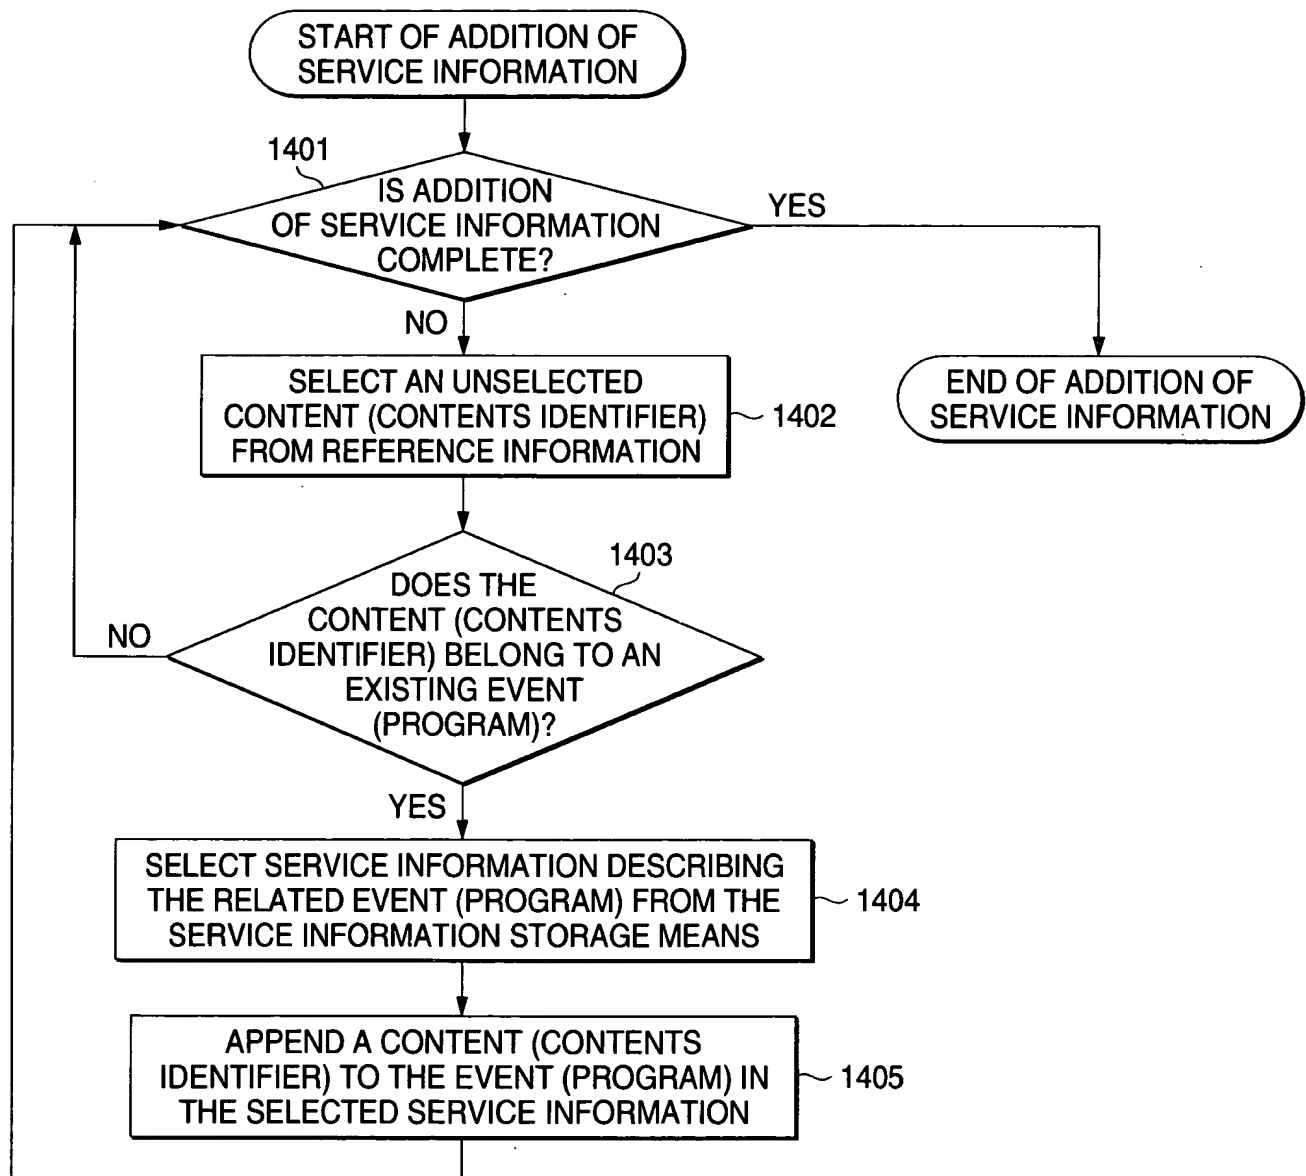 START OF ADDITION OF
SERVICE INFORMATION
1401
IS ADDITION
OF SERVICE INFORMATION
COMPLETE?
YES
NO
SELECT AN UNSELECTED
CONTENT (CONTENTS IDENTIFIER)
FROM REFERENCE INFORMATION
1402
END OF ADDITION OF
SERVICE INFORMATION
1403
DOES THE
CONTENT (CONTENTS
IDENTIFIER) BELONG TO AN
EXISTING EVENT
(PROGRAM)?
NO
YES
SELECT SERVICE INFORMATION DESCRIBING
THE RELATED EVENT (PROGRAM) FROM THE
SERVICE INFORMATION STORAGE MEANS
1404
APPEND A CONTENT (CONTENTS
IDENTIFIER) TO THE EVENT (PROGRAM) IN
THE SELECTED SERVICE INFORMATION
1405